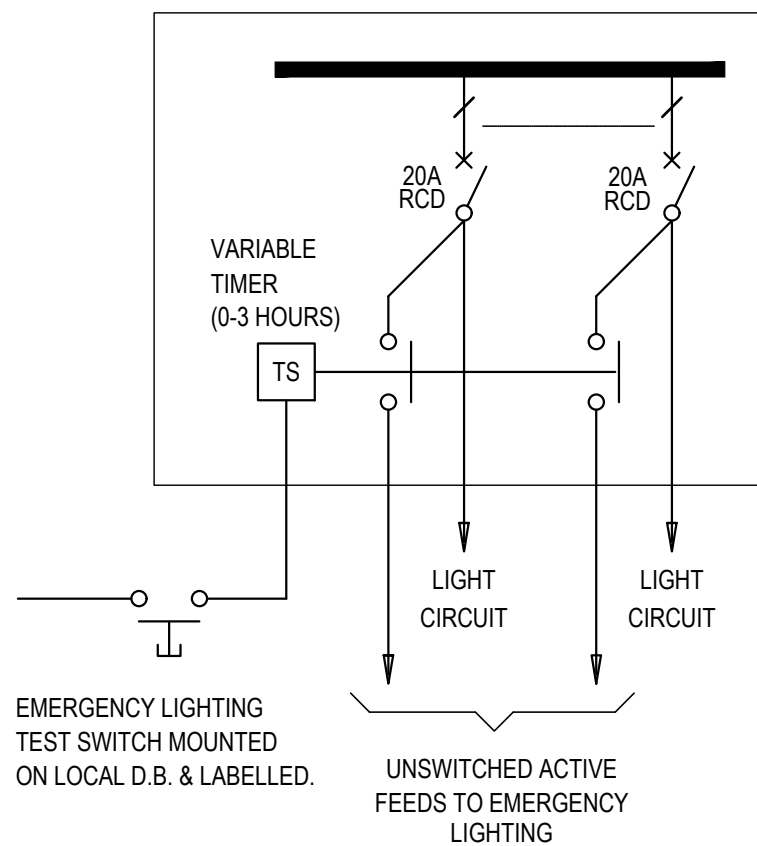 20A
RCD
20A
RCD
VARIABLE
TIMER
(0-3 HOURS)
TS
LIGHT
CIRCUIT
LIGHT
CIRCUIT
EMERGENCY LIGHTING
TEST SWITCH MOUNTED
ON LOCAL D.B. & LABELLED.
UNSWITCHED ACTIVE
FEEDS TO EMERGENCY
LIGHTING